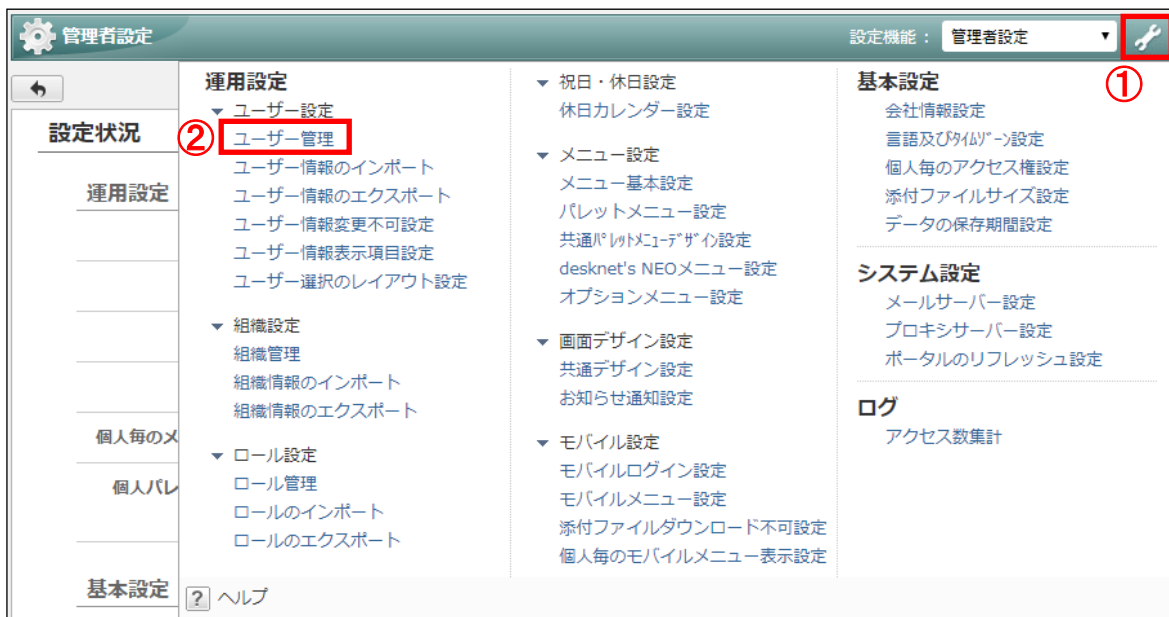 管理者設定
設定機能： 管理者設定
①
設定状況
運用設定
個人毎のメ
個人パレ
基本設定
運用設定
ユーザー設定
②
ユーザー管理
ユーザー情報のインポート
ユーザー情報のエクスポート
ユーザー情報変更不可設定
ユーザー情報表示項目設定
ユーザー選択のレイアウト設定
組織設定
組織管理
組織情報のインポート
組織情報のエクスポート
ロール設定
ロール管理
ロールのインポート
ロールのエクスポート
祝日・休日設定
休日カレンダー設定
メニュー設定
メニュー基本設定
パレットメニュー設定
共通ﾊﾟﾚｯﾄﾒﾆｭｰﾃﾞｻﾞｲﾝ設定
desknet's NEOメニュー設定
オプションメニュー設定
画面デザイン設定
共通デザイン設定
お知らせ通知設定
モバイル設定
モバイルログイン設定
モバイルメニュー設定
添付ファイルダウンロード不可設定
個人毎のモバイルメニュー表示設定
基本設定
会社情報設定
言語及びﾀｲﾑｿﾞｰﾝ設定
個人毎のアクセス権設定
添付ファイルサイズ設定
データの保存期間設定
システム設定
メールサーバー設定
プロキシサーバー設定
ポータルのリフレッシュ設定
ログ
アクセス数集計
? ヘルプ